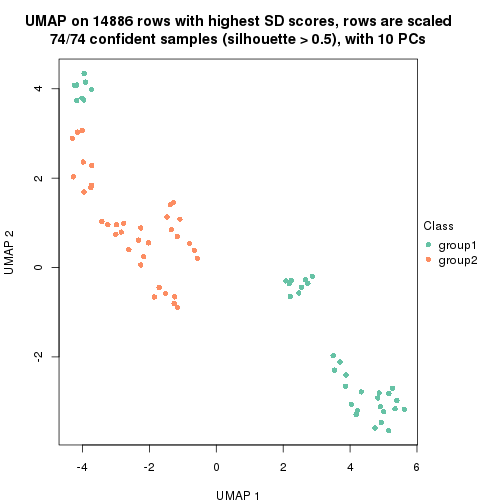 UMAP on 14886 rows with highest SD scores, rows are scaled
74/74 confident samples (silhouette > 0.5), with 10 PCs
4
2
0
-2
UMAP 2
Class
group1
group2
-4 -2 0 2 4 6
UMAP 1